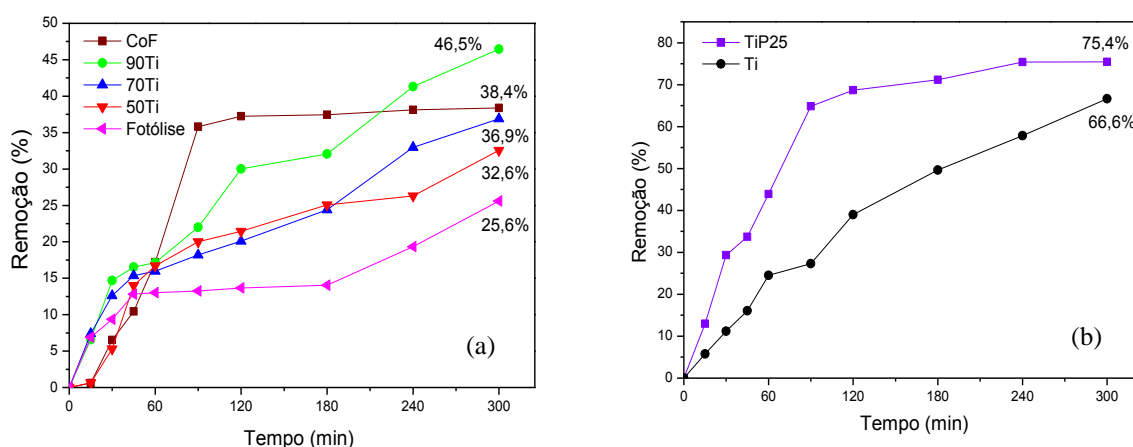 50
45
40
35
30
25
20
15
10
5
0
Remoção (%)
CoF
90Ti
70Ti
50Ti
Fotólise
46,5%
38,4%
36,9%
32,6%
25,6%
(a)
0 60 120 180 240 300
Tempo (min)
80
70
60
50
40
30
20
10
0
Remoção (%)
TiP25
Ti
75,4%
66,6%
(b)
0 60 120 180 240 300
Tempo (min)